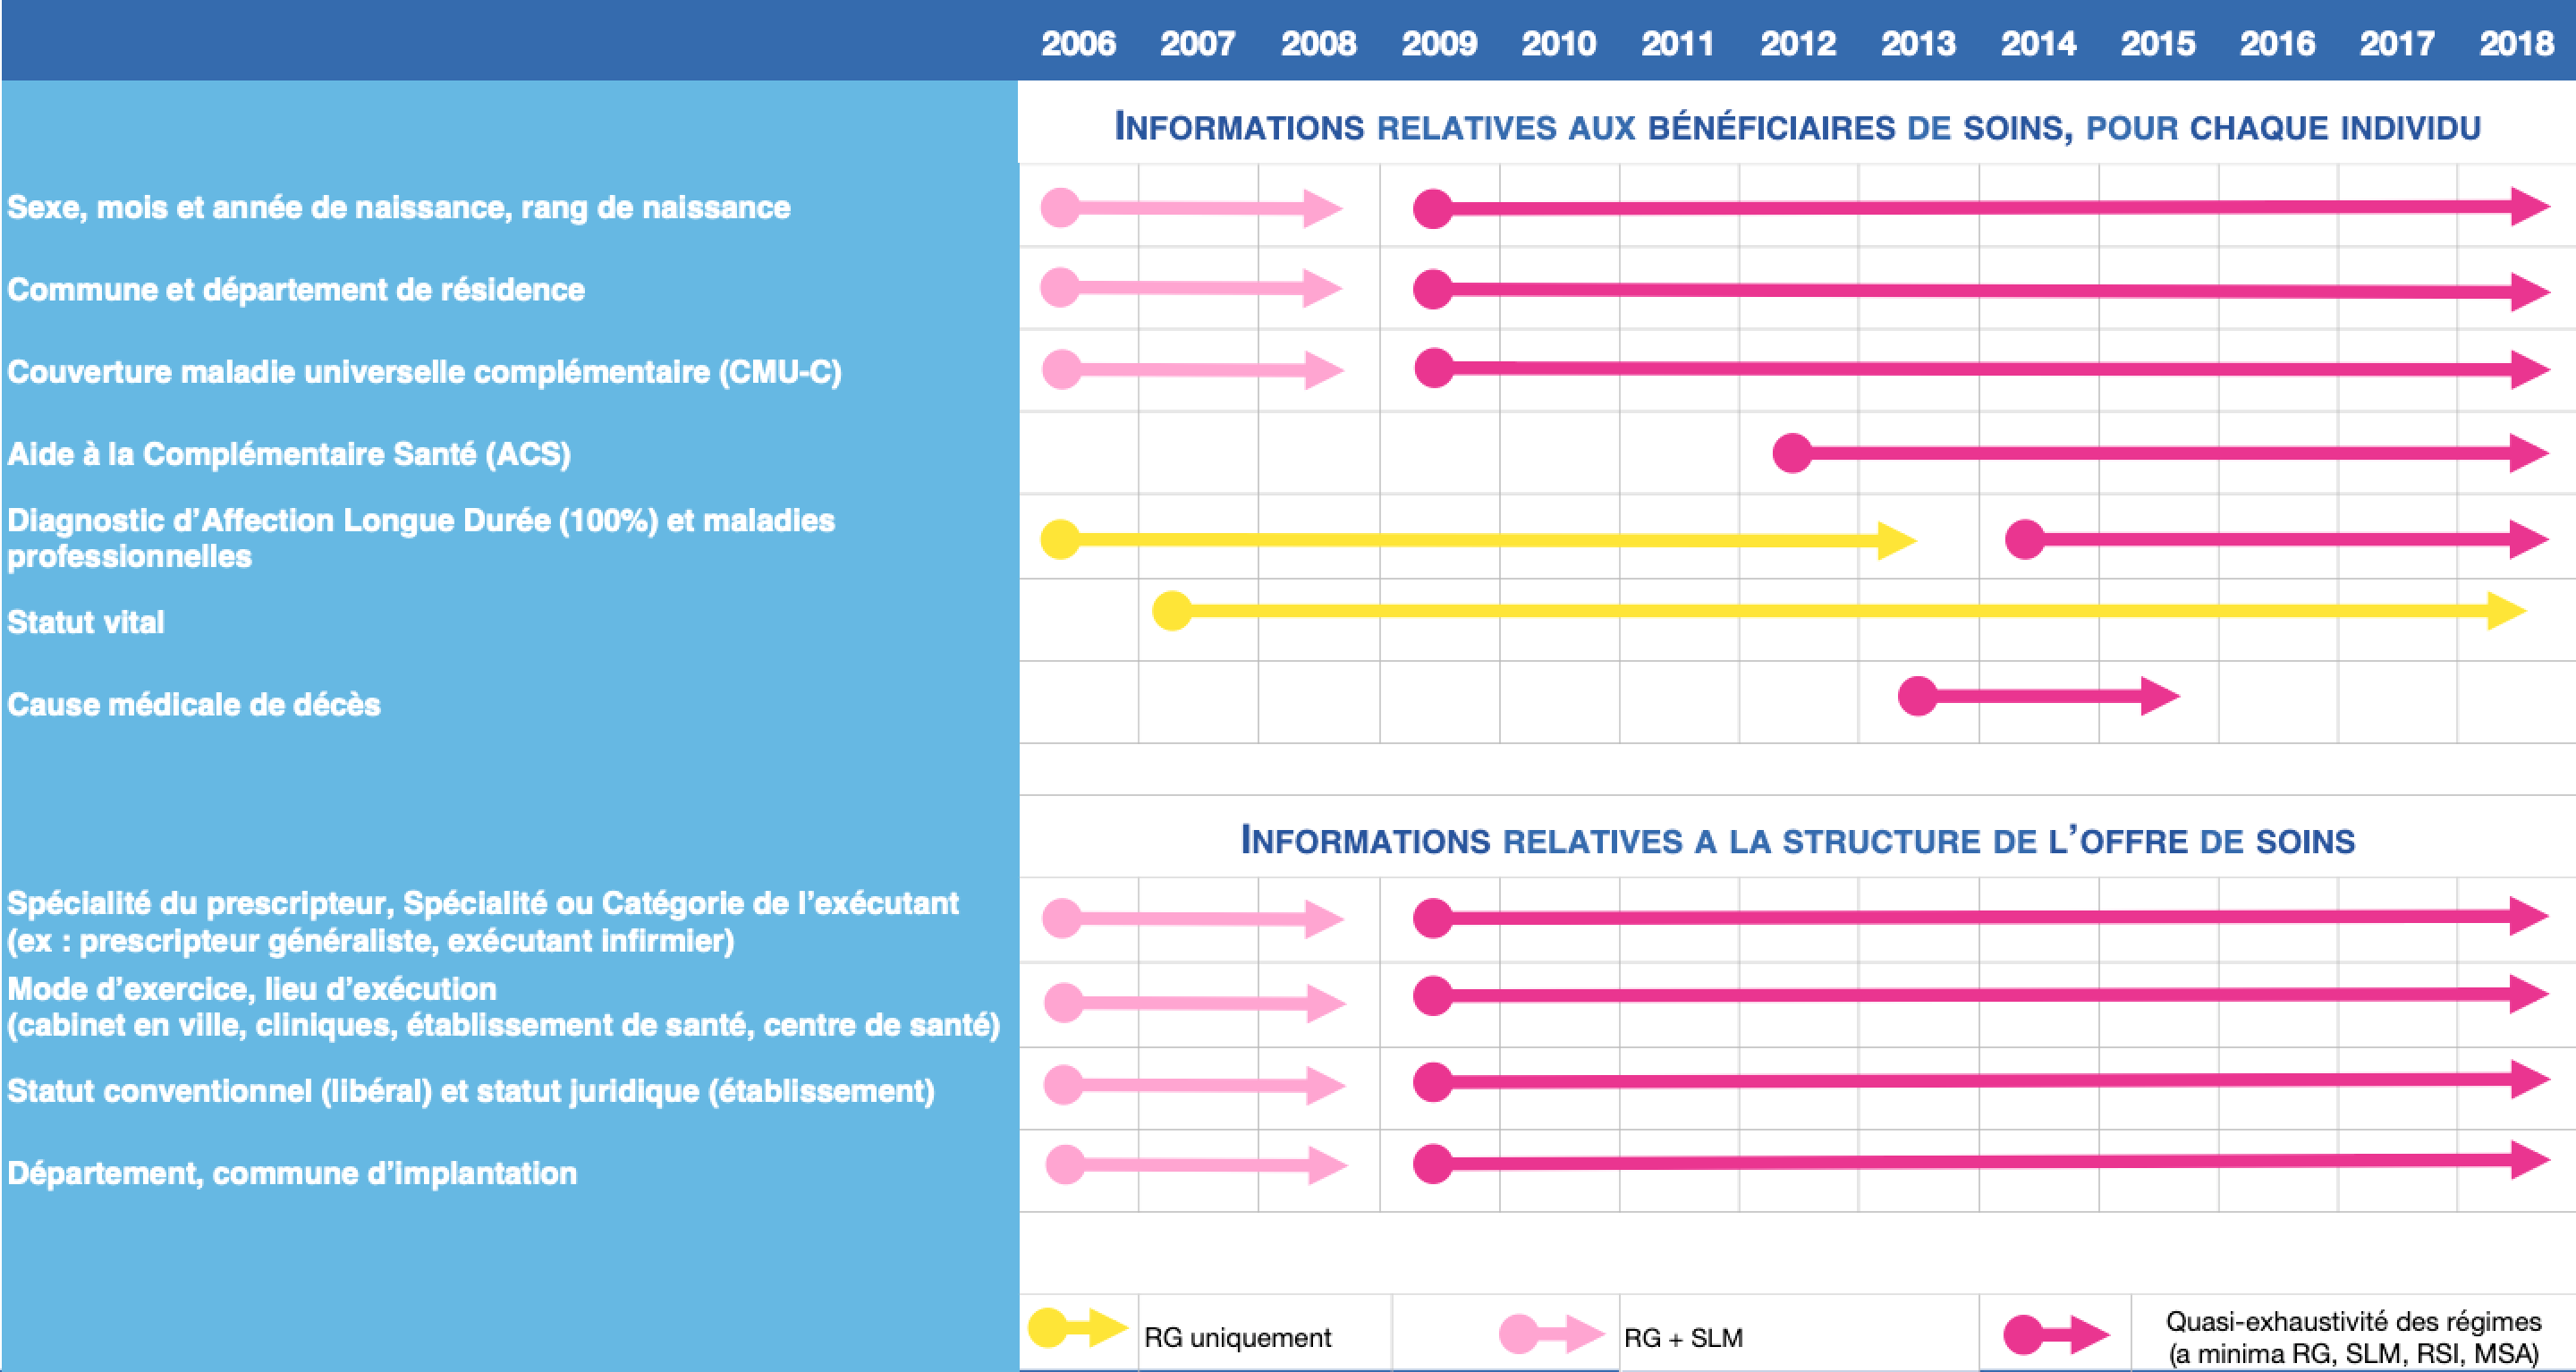 2006 2007 2008 2009 2010 2011 2012 2013 2014 2015 2016 2017 2018
INFORMATIONS RELATIVES AUX BÉNÉFICIAIRES DE SOINS, POUR CHAQUE INDIVIDU
Sexe, mois et année de naissance, rang de naissance
Commune et département de résidence
Couverture maladie universelle complémentaire (CMU-C)
Aide à la Complémentaire Santé (ACS)
Diagnostic d’Affection Longue Durée (100%) et maladies
professionnelles
Statut vital
Cause médicale de décès
INFORMATIONS RELATIVES A LA STRUCTURE DE L’OFFRE DE SOINS
Spécialité du prescripteur, Spécialité ou Catégorie de l’exécutant
(ex : prescripteur généraliste, exécutant infirmier)
Mode d’exercice, lieu d’exécution
(cabinet en ville, cliniques, établissement de santé, centre de santé)
Statut conventionnel (libéral) et statut juridique (établissement)
Département, commune d’implantation
RG uniquement
RG + SLM
Quasi-exhaustivité des régimes
(a minima RG, SLM, RSI, MSA)